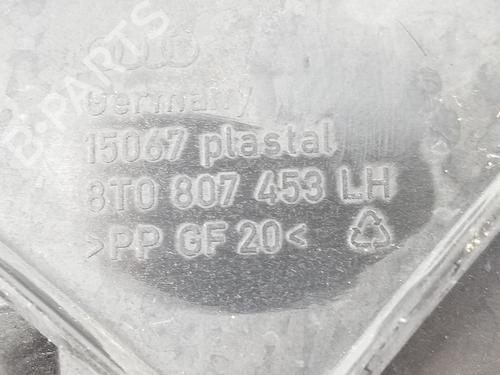 B-PARTS
Germany
15067 plastal
8T0 807 453 LH
>PP GF 20<